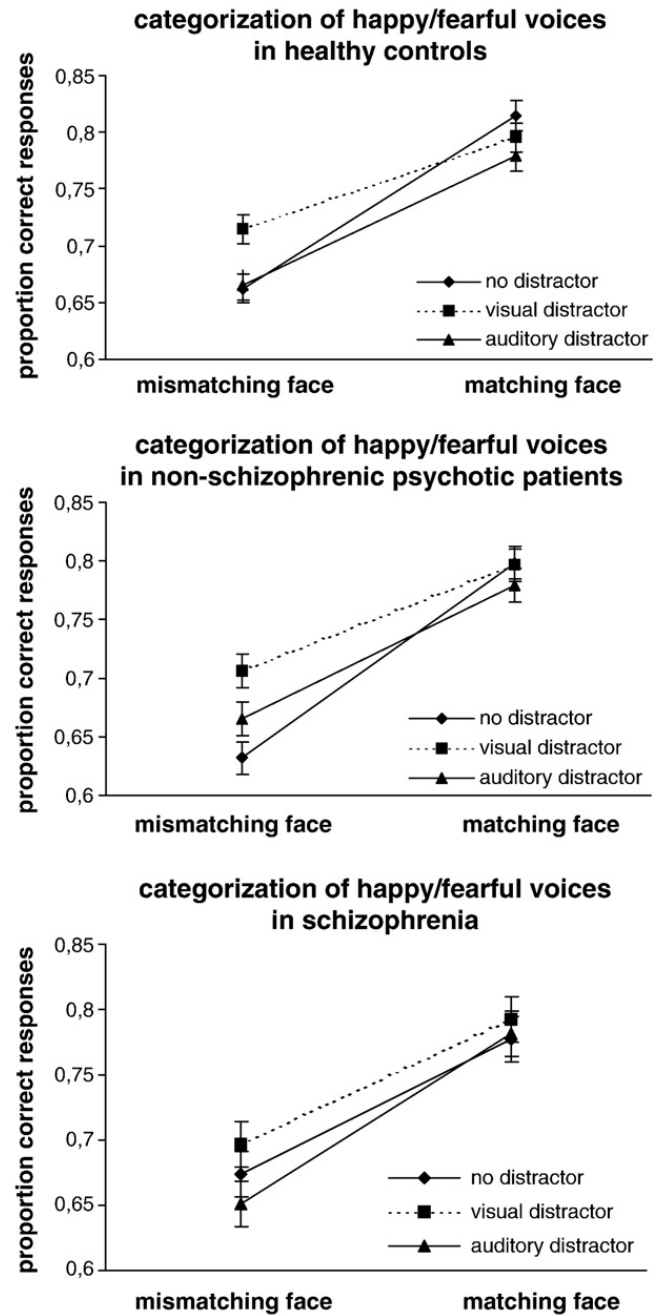 categorization of happy/fearful voices
in healthy controls
proportion correct responses
0,85
0,8
0,75
0,7
0,65
0,6
no distractor
visual distractor
auditory distractor
mismatching face
matching face
categorization of happy/fearful voices
in non-schizophrenic psychotic patients
proportion correct responses
0,85
0,8
0,75
0,7
0,65
0,6
no distractor
visual distractor
auditory distractor
mismatching face
matching face
categorization of happy/fearful voices
in schizophrenia
proportion correct responses
0,85
0,8
0,75
0,7
0,65
0,6
no distractor
visual distractor
auditory distractor
mismatching face
matching face